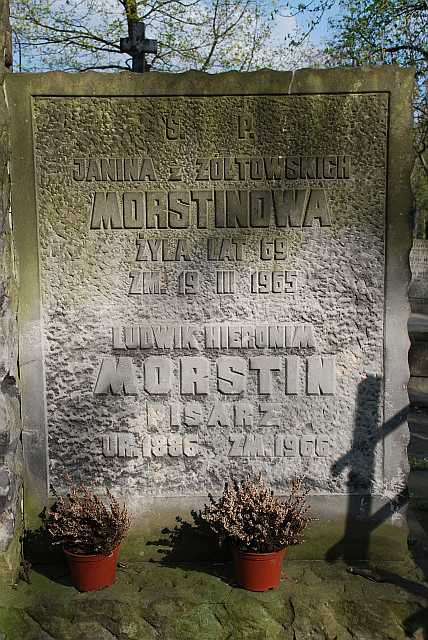 Ś. P.
JANINA z ŻÓŁTOWSKICH
MORSTINOWA
ŻYŁA LAT 69
ZM. 19 III 1965
LUDWIK HIERONIM
MORSTIN
PISARZ
UR. 1886 ZM. 1966